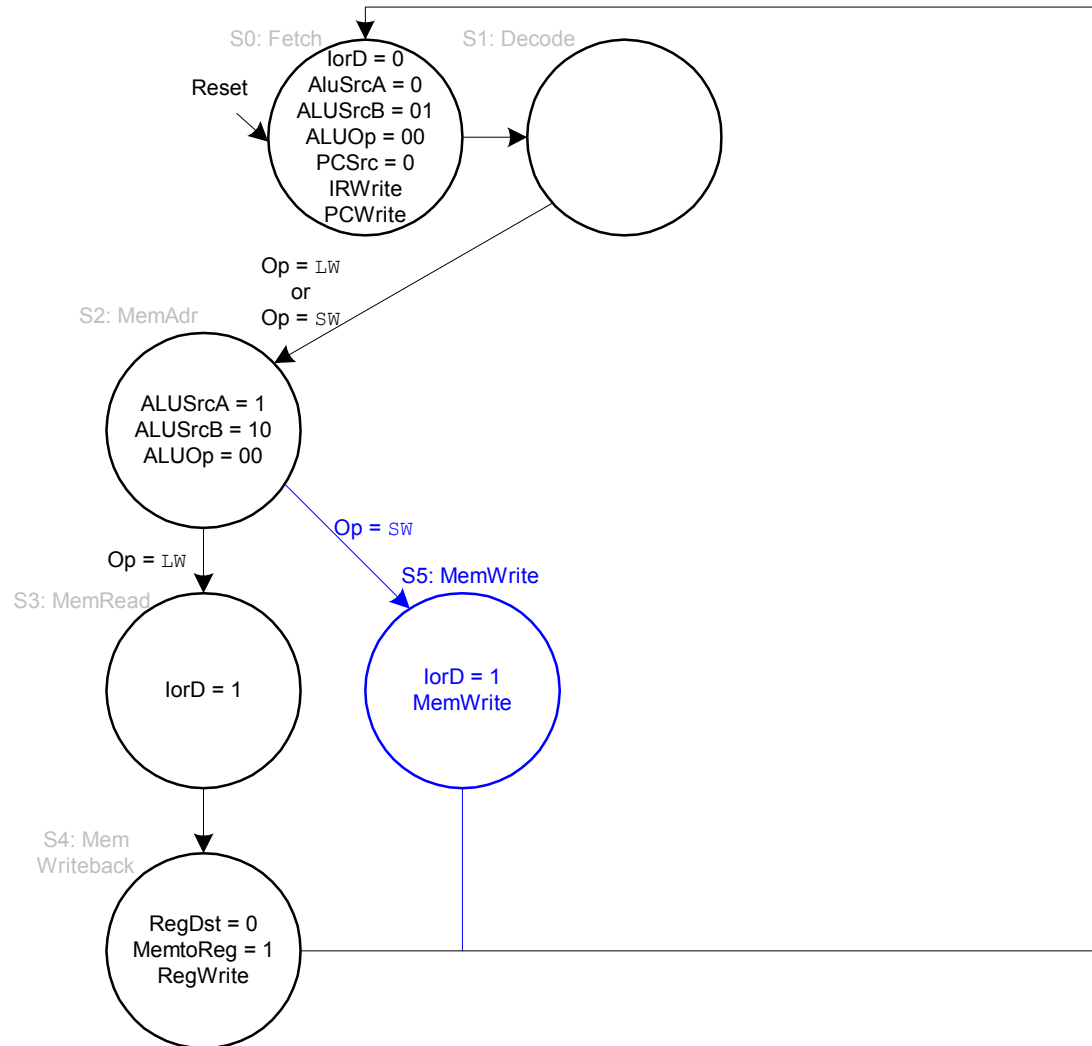 S0: Fetch
S1: Decode
Reset
IorD = 0
AluSrcA = 0
ALUSrcB = 01
ALUOp = 00
PCSrc = 0
IRWrite
PCWrite
Op = LW
or
Op = SW
S2: MemAdr
ALUSrcA = 1
ALUSrcB = 10
ALUOp = 00
Op = SW
Op = LW
S5: MemWrite
S3: MemRead
IorD = 1
IorD = 1
MemWrite
S4: Mem
Writeback
RegDst = 0
MemtoReg = 1
RegWrite